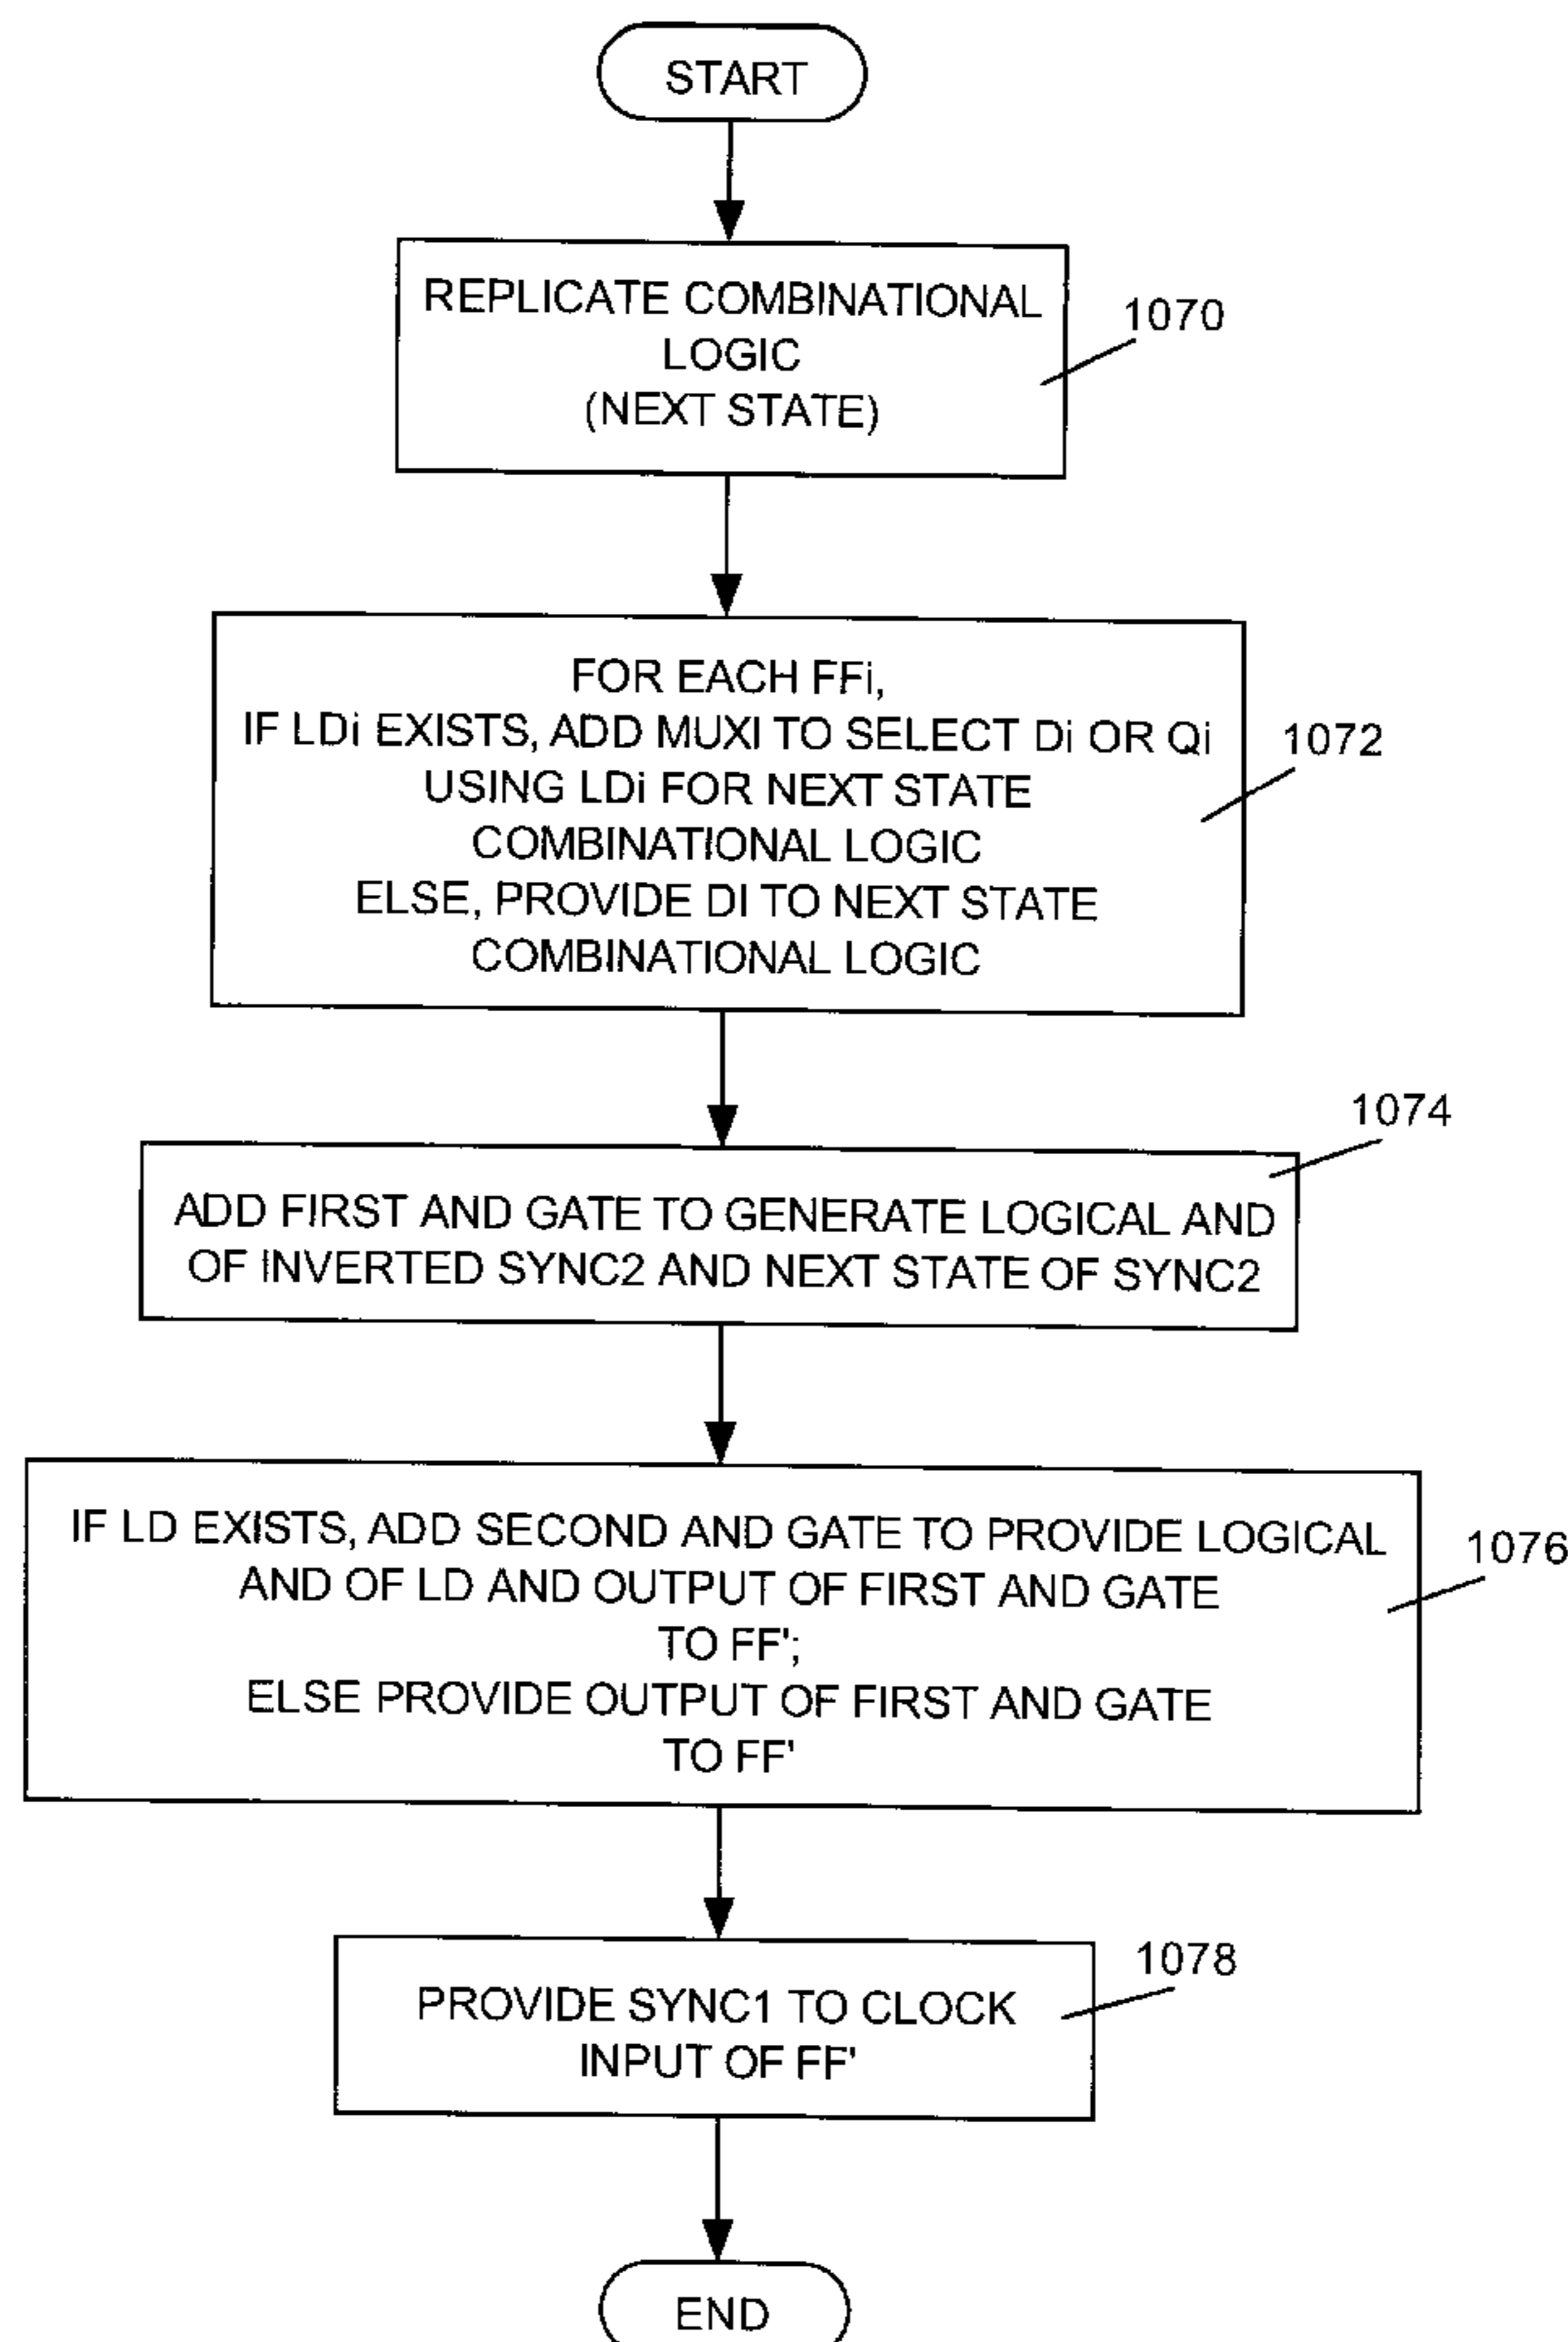 START
REPLICATE COMBINATIONAL
LOGIC
(NEXT STATE)
1070
FOR EACH FFi,
IF LDi EXISTS, ADD MUXI TO SELECT Di OR Qi
USING LDi FOR NEXT STATE
COMBINATIONAL LOGIC
ELSE, PROVIDE DI TO NEXT STATE
COMBINATIONAL LOGIC
1072
1074
ADD FIRST AND GATE TO GENERATE LOGICAL AND
OF INVERTED SYNC2 AND NEXT STATE OF SYNC2
IF LD EXISTS, ADD SECOND AND GATE TO PROVIDE LOGICAL
AND OF LD AND OUTPUT OF FIRST AND GATE
TO FF';
ELSE PROVIDE OUTPUT OF FIRST AND GATE
TO FF'
1076
PROVIDE SYNC1 TO CLOCK
INPUT OF FF'
1078
END